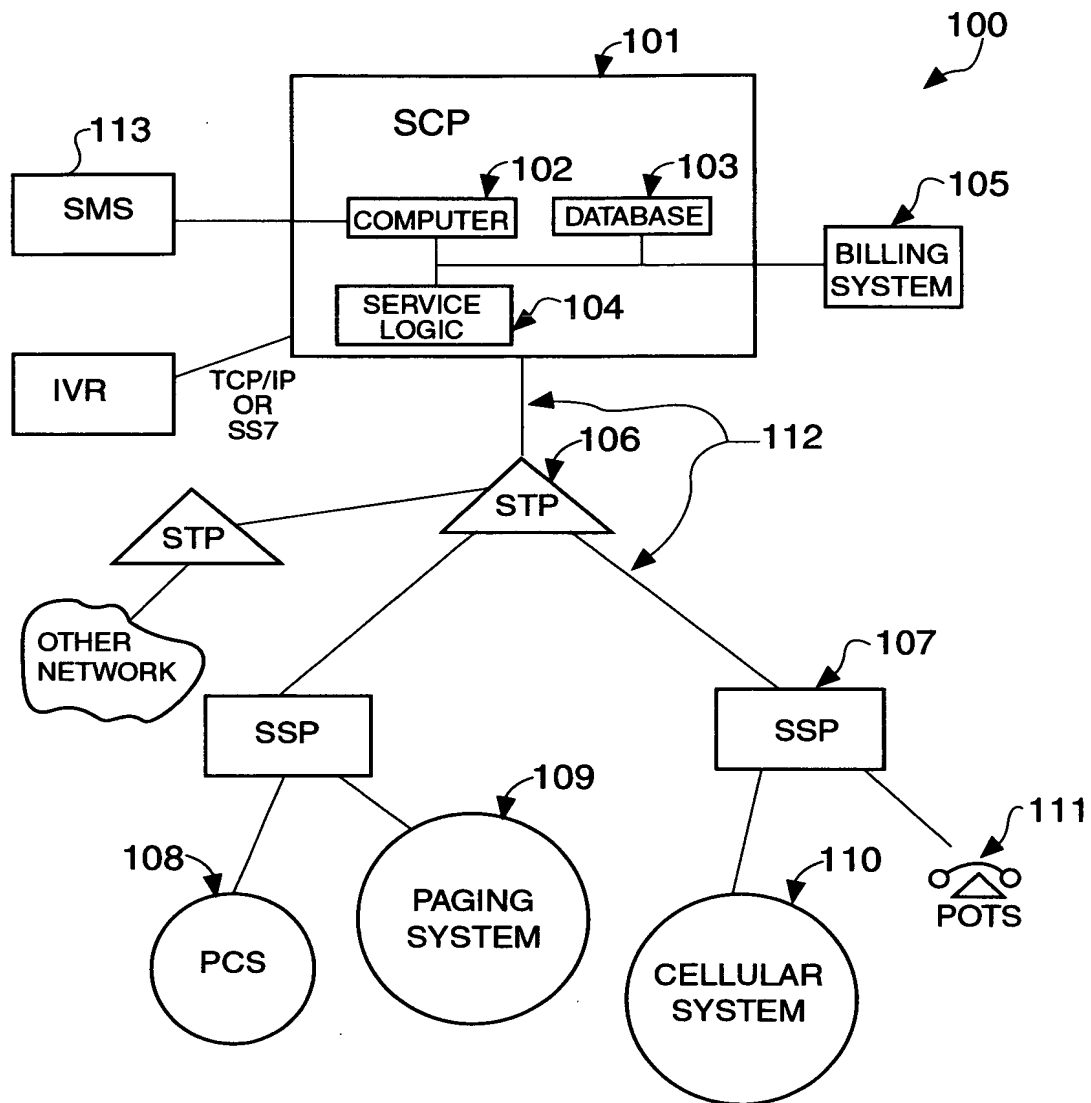 100
101
SCP
113
SMS
102
COMPUTER
103
DATABASE
105
BILLING
SYSTEM
SERVICE
LOGIC
104
IVR
TCP/IP
OR
SS7
106
112
STP
STP
OTHER
NETWORK
107
SSP
SSP
109
108
PAGING
SYSTEM
PCS
110
111
POTS
CELLULAR
SYSTEM